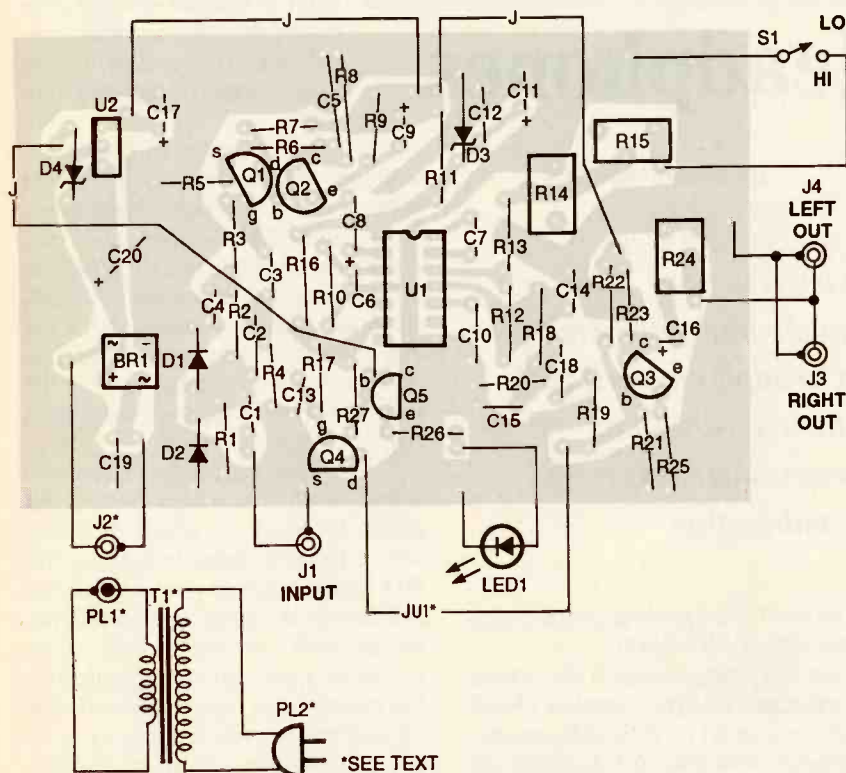 J
J
LO
S1
HI
R8
U2
C17
+
C5
R9
+
C9
D3
C12
C11
+
R15
R7
R6
D4
s
d
c
Q1
Q2
e
R5
g
b
R11
R14
J4
LEFT
OUT
J
R3
C8
C7
R13
R24
C20
+
C3
R16
R10
+
C6
U1
C14
R22
R23
C4
R2
C2
C10
R12
R18
C16
+
~ -
BR1
+ ~
D1
R4
C13
R17
b
c
Q5
e
R20
C18
c
e
Q3
b
J3
RIGHT
OUT
C1
R27
C15
R19
R1
g
R26
R21
R25
D2
Q4
C19
s
d
J2*
J1
INPUT
LED1
PL1*
T1*
JU1*
PL2*
*SEE TEXT